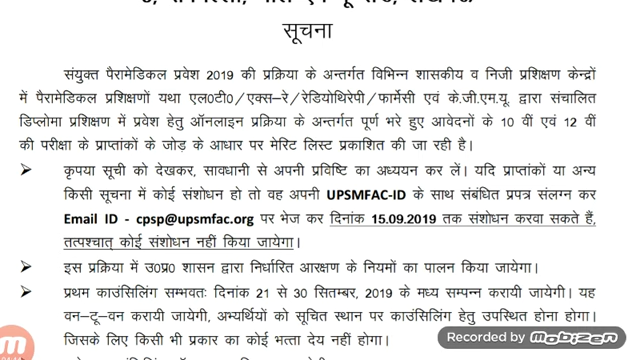 सूचना
संयुक्त पैरामेडिकल प्रवेश 2019 की प्रक्रिया के अन्तर्गत विभिन्न शासकीय व निजी प्रशिक्षण केन्द्रों
में पैरामेडिकल प्रशिक्षणों यथा एल0टी0/एक्स-रे/रेडियोथिरेपी/फार्मेसी एवं के.जी.एम.यू. द्वारा संचालित
डिप्लोमा प्रशिक्षण में प्रवेश हेतु ऑनलाइन प्रक्रिया के अन्तर्गत पूर्ण भरे हुए आवेदनों के 10 वीं एवं 12 वीं
की परीक्षा के प्राप्तांकों के जोड़ के आधार पर मेरिट लिस्ट प्रकाशित की जा रही है।
➢ कृपया सूची को देखकर, सावधानी से अपनी प्रविष्टि का अध्ययन कर लें। यदि प्राप्तांकों या अन्य
किसी सूचना में कोई संशोधन हो तो वह अपनी UPSMFAC-ID के साथ संबंधित प्रपत्र संलग्न कर
Email ID - cpsp@upsmfac.org पर भेज कर दिनांक 15.09.2019 तक संशोधन करवा सकते हैं,
तत्पश्चात् कोई संशोधन नहीं किया जायेगा।
➢ इस प्रक्रिया में उ0प्र0 शासन द्वारा निर्धारित आरक्षण के नियमों का पालन किया जायेगा।
➢ प्रथम काउंसिलिंग सम्भवतः दिनांक 21 से 30 सितम्बर, 2019 के मध्य सम्पन्न करायी जायेगी। यह
वन-टू-वन करायी जायेगी, अभ्यर्थियों को सूचित स्थान पर काउंसिलिंग हेतु उपस्थित होना होगा।
जिसके लिए किसी भी प्रकार का कोई भत्ता देय नहीं होगा।
Recorded by mobizen